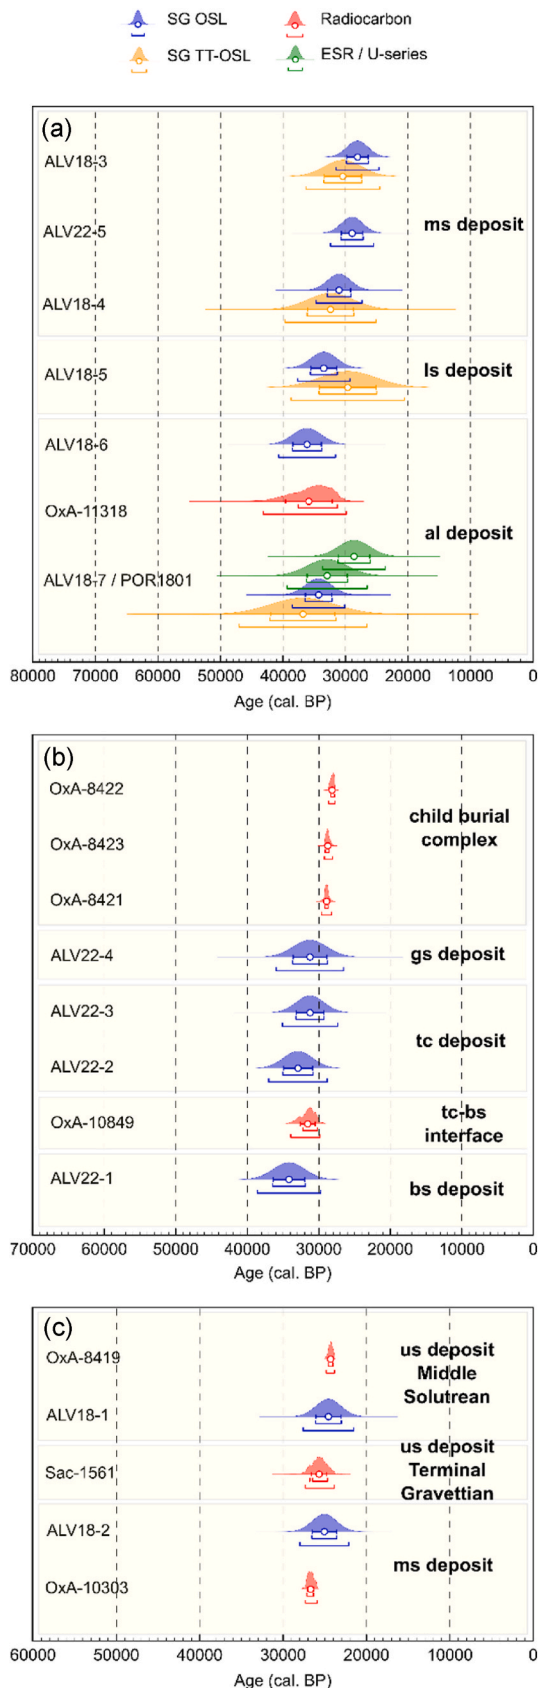 SG OSL
Radiocarbon
SG TT-OSL
ESR / U-series
(a)
ALV18-3
ALV22-5
ms deposit
ALV18-4
ALV18-5
ls deposit
ALV18-6
OxA-11318
al deposit
ALV18-7 / POR1801
80000 70000 60000 50000 40000 30000 20000 10000 0
Age (cal. BP)
(b)
OxA-8422
child burial
complex
OxA-8423
OxA-8421
ALV22-4
gs deposit
ALV22-3
tc deposit
ALV22-2
OxA-10849
tc-bs
interface
ALV22-1
bs deposit
70000 60000 50000 40000 30000 20000 10000 0
Age (cal. BP)
(c)
OxA-8419
us deposit
Middle
Solutrean
ALV18-1
Sac-1561
us deposit
Terminal
Gravettian
ALV18-2
ms deposit
OxA-10303
60000 50000 40000 30000 20000 10000 0
Age (cal. BP)